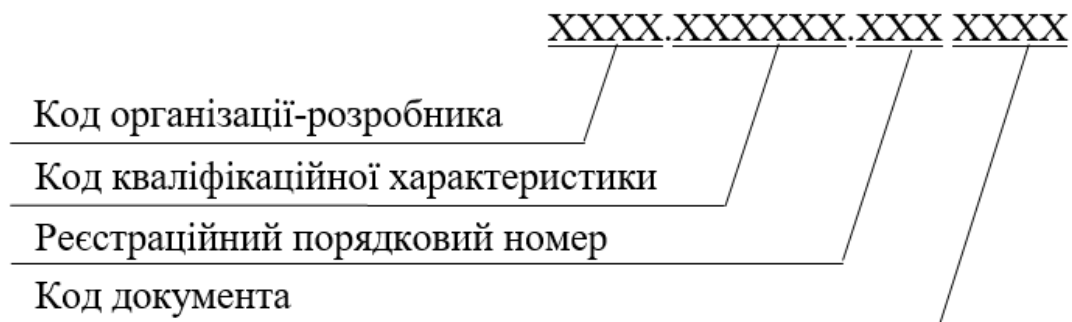 XXXX.XXXXXX.XXX XXXX
Код організації-розробника
Код кваліфікаційної характеристики
Реєстраційний порядковий номер
Код документа